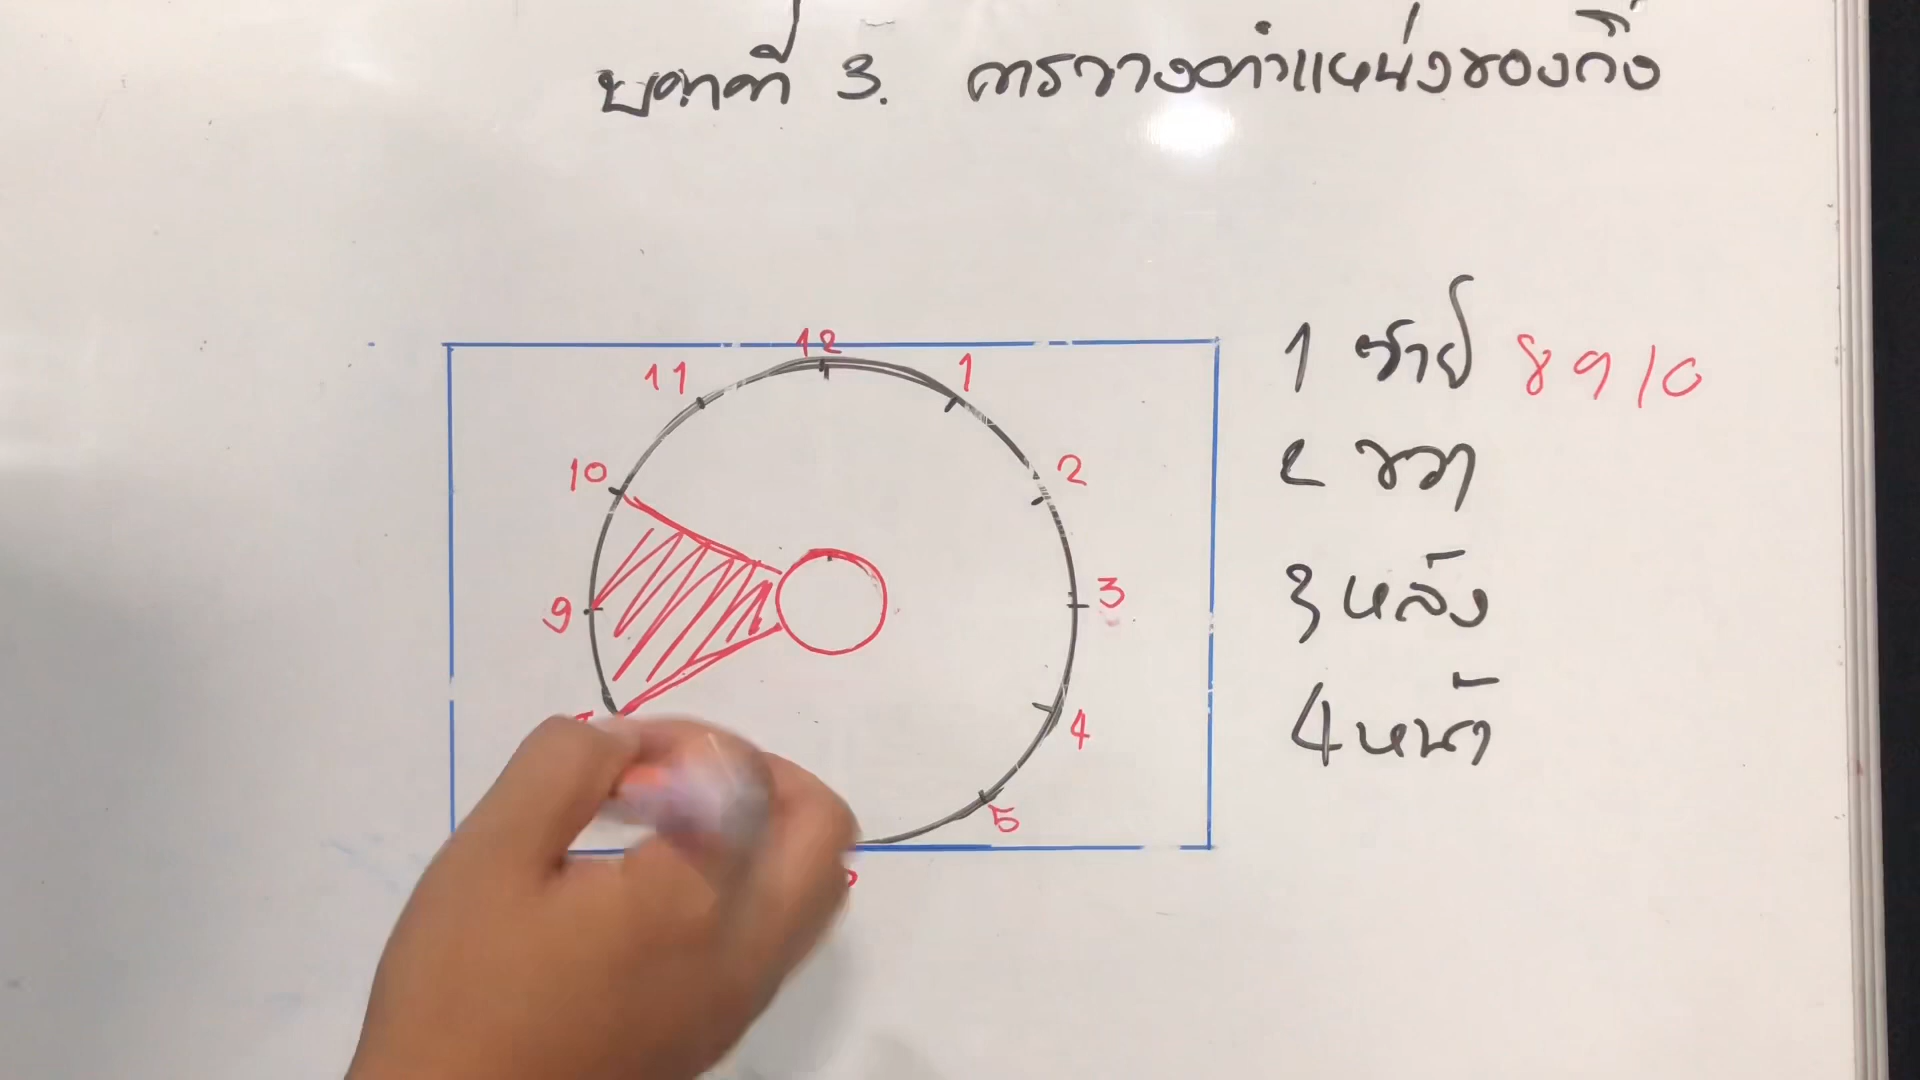 บทที่ 3. การวางตำแหน่งของกิ่ง
12
11 1
10 2
9 3
4
5
1 ซ้าย 8 9 10
2 ขวา
3 หลัง
4 หน้า